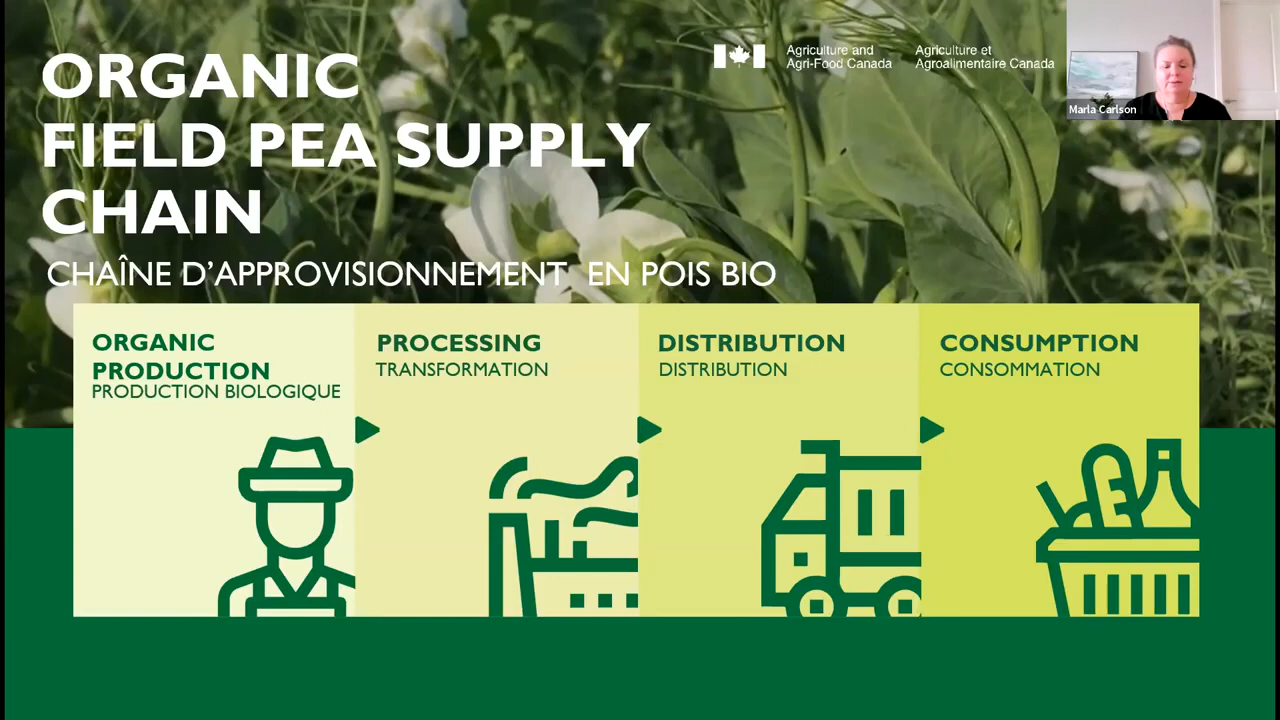 ORGANIC
FIELD PEA SUPPLY
CHAIN
CHAÎNE D'APPROVISIONNEMENT EN POIS BIO
Agriculture and
Agri-Food Canada
Agriculture et
Agroalimentaire Canada
Marla Carlson
ORGANIC
PRODUCTION
PRODUCTION BIOLOGIQUE
PROCESSING
TRANSFORMATION
DISTRIBUTION
DISTRIBUTION
CONSUMPTION
CONSOMMATION